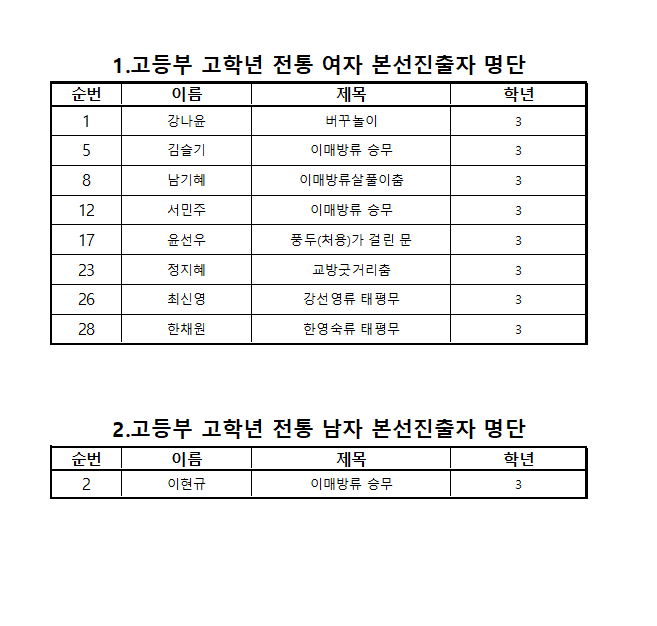 1.고등부 고학년 전통 여자 본선진출자 명단
순번 이름 제목 학년
1 강나윤 버꾸놀이 3
5 김슬기 이매방류 승무 3
8 남기혜 이매방류살풀이춤 3
12 서민주 이매방류 승무 3
17 윤선우 풍두(처용)가 걸린 문 3
23 정지혜 교방굿거리춤 3
26 최신영 강선영류 태평무 3
28 한채원 한영숙류 태평무 3
2.고등부 고학년 전통 남자 본선진출자 명단
순번 이름 제목 학년
2 이현규 이매방류 승무 3